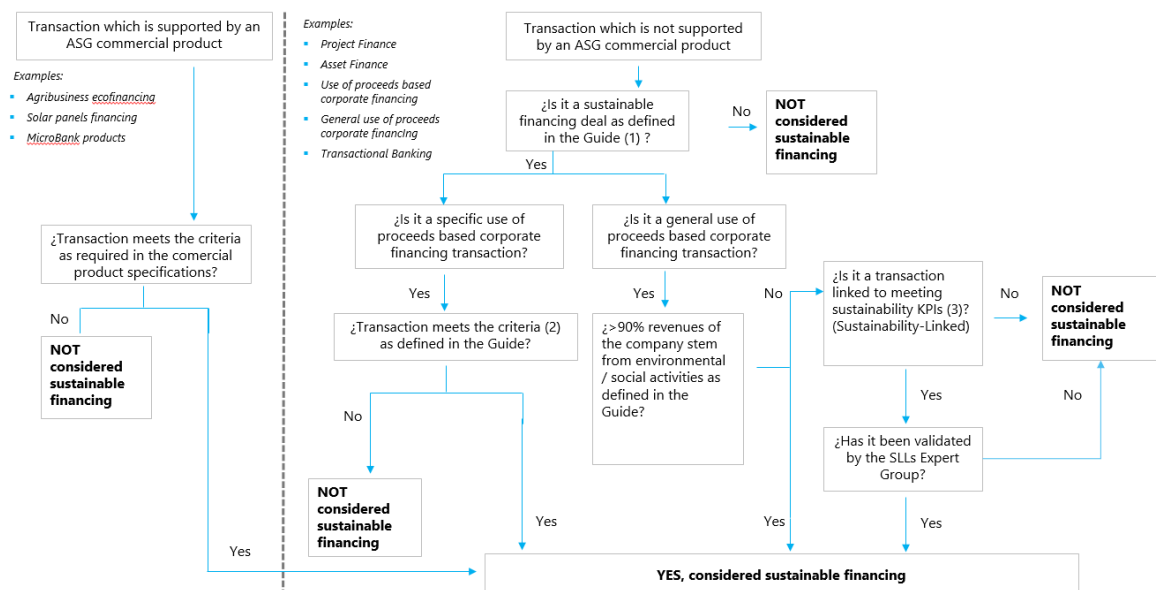 Transaction which is supported by an
ASG commercial product
Examples:
Agribusiness ecofinancing
Solar panels financing
MicroBank products
¿Transaction meets the criteria
as required in the comercial
product specifications?
No
NOT
considered
sustainable
financing
Yes
Examples:
Project Finance
Asset Finance
Use of proceeds based
corporate financing
General use of proceeds
corporate financing
Transactional Banking
Transaction which is not supported
by an ASG commercial product
¿Is it a sustainable
financing deal as defined
in the Guide (1) ?
No
NOT
considered
sustainable
financing
Yes
¿Is it a specific use of
proceeds based corporate
financing transaction?
Yes
¿Transaction meets the criteria (2)
as defined in the Guide?
No
NOT
considered
sustainable
financing
Yes
¿Is it a general use of
proceeds based corporate
financing transaction?
Yes
¿>90% revenues of
the company stem
from environmental
/ social activities as
defined in the
Guide?
No
Yes
¿Is it a transaction
linked to meeting
sustainability KPIs (3)?
(Sustainability-Linked)
No
NOT
considered
sustainable
financing
Yes
No
¿Has it been validated
by the SLLs Expert
Group?
Yes
YES, considered sustainable financing